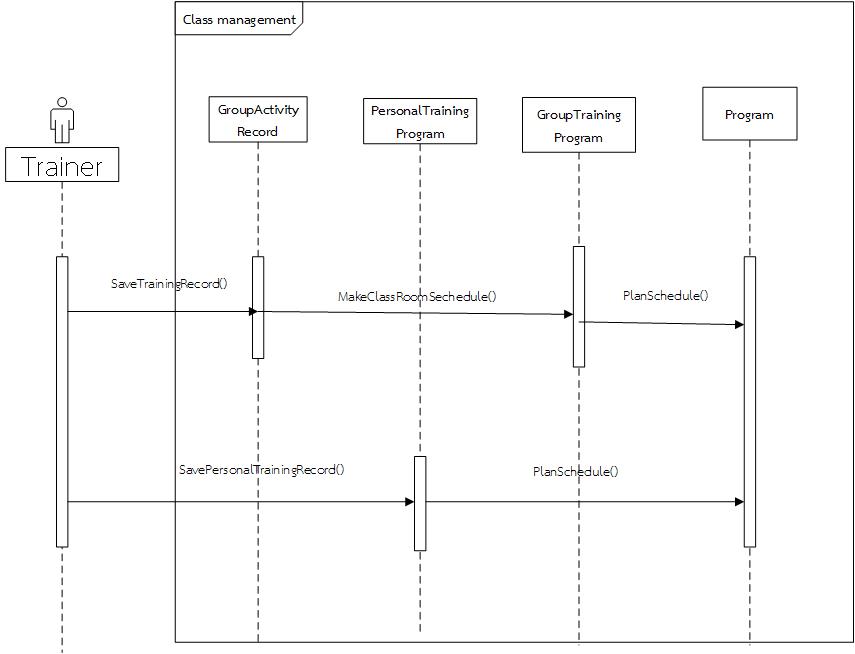 Class management
GroupActivity
Record
PersonalTraining
Program
GroupTraining
Program
Program
Trainer
SaveTrainingRecord()
MakeClassRoomSechedule()
PlanSchedule()
SavePersonalTrainingRecord()
PlanSchedule()